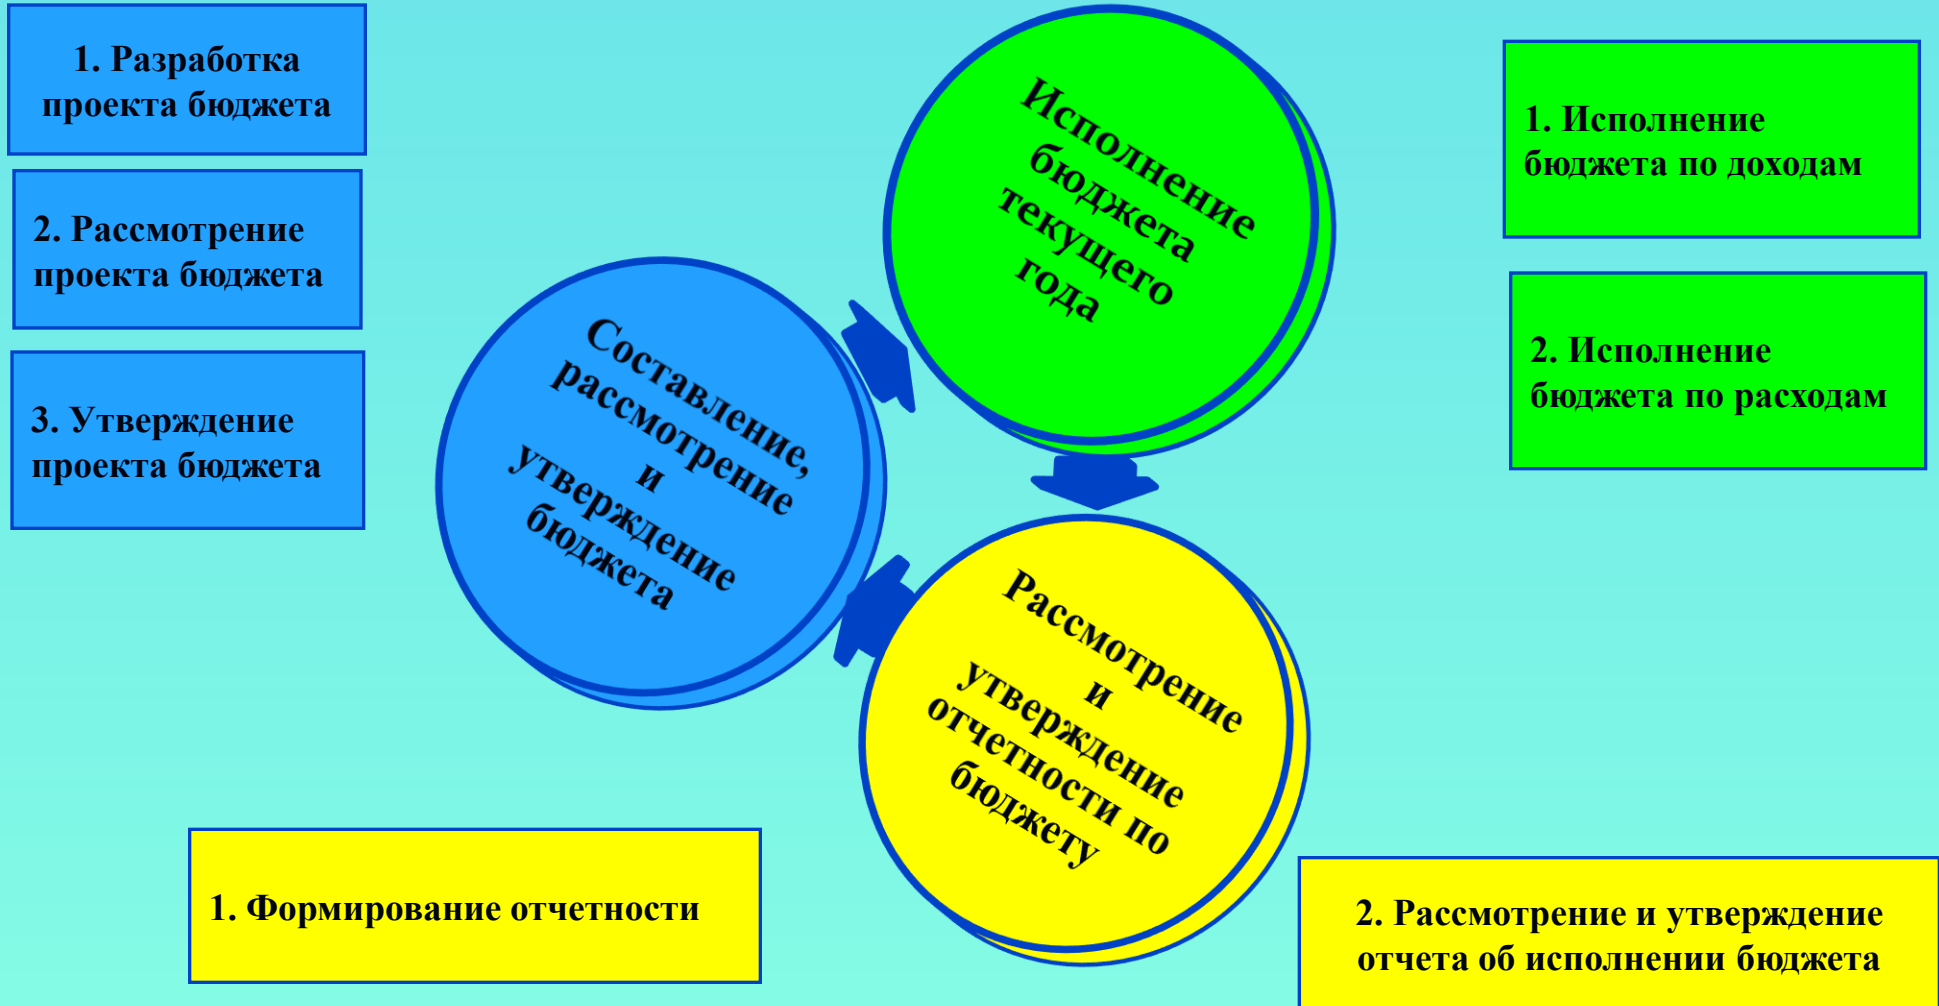 1. Разработка
проекта бюджета
2. Рассмотрение
проекта бюджета
3. Утверждение
проекта бюджета
Составление,
рассмотрение
и
утверждение
бюджета
Исполнение
бюджета
текущего
года
1. Исполнение
бюджета по доходам
2. Исполнение
бюджета по расходам
Рассмотрение
и
утверждение
отчетности по
бюджету
1. Формирование отчетности
2. Рассмотрение и утверждение
отчета об исполнении бюджета